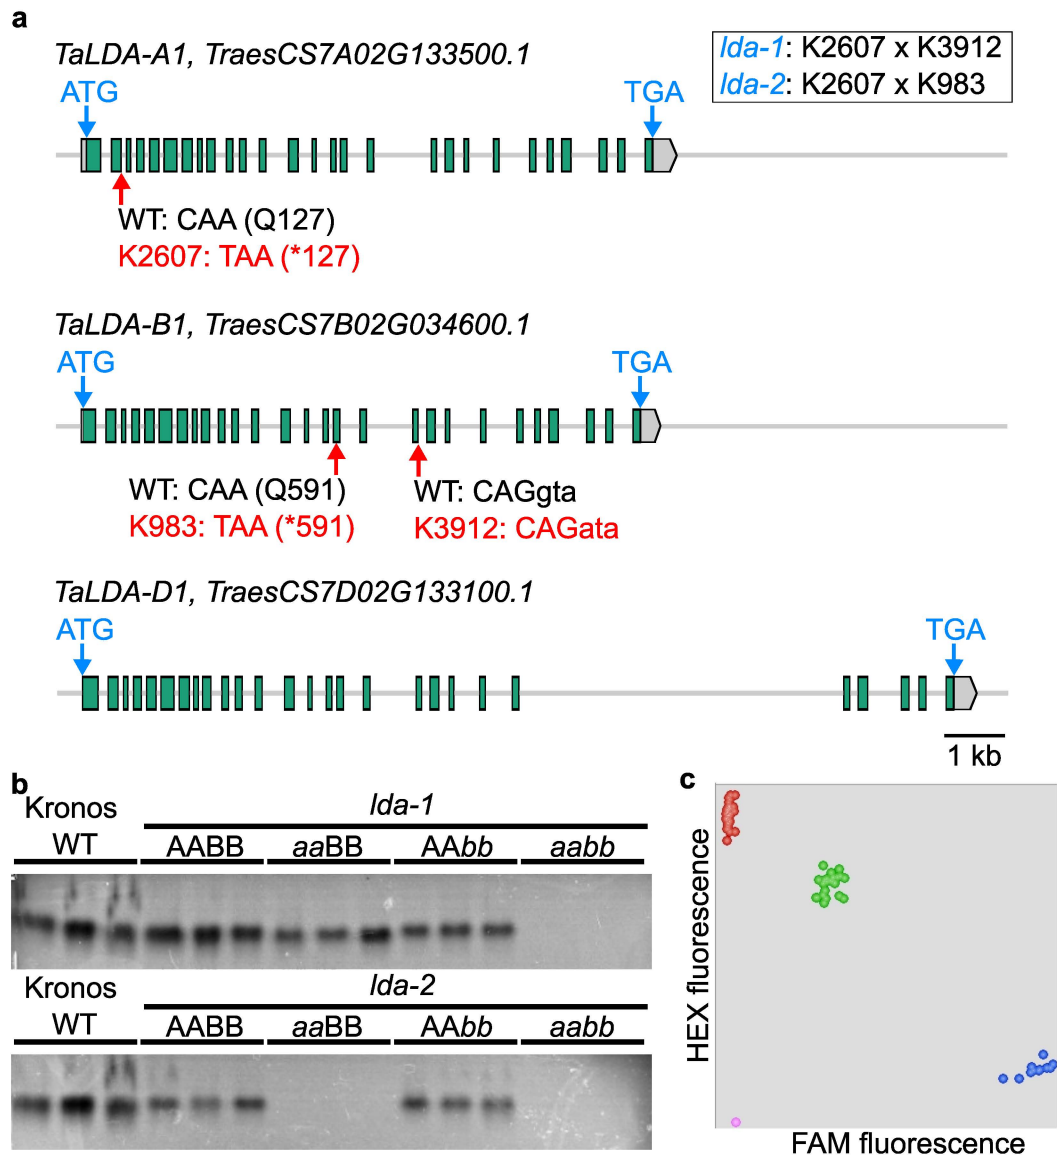 a
TaLDA-A1, TraesCS7A02G133500.1
lda-1: K2607 x K3912
lda-2: K2607 x K983
ATG TGA
WT: CAA (Q127)
K2607: TAA (*127)
TaLDA-B1, TraesCS7B02G034600.1
ATG TGA
WT: CAA (Q591) WT: CAGgta
K983: TAA (*591) K3912: CAGata
TaLDA-D1, TraesCS7D02G133100.1
ATG TGA
1 kb
b
Kronos lda-1
WT AABB aaBB AAbb aabb
Kronos lda-2
WT AABB aaBB AAbb aabb
c
HEX fluorescence
FAM fluorescence